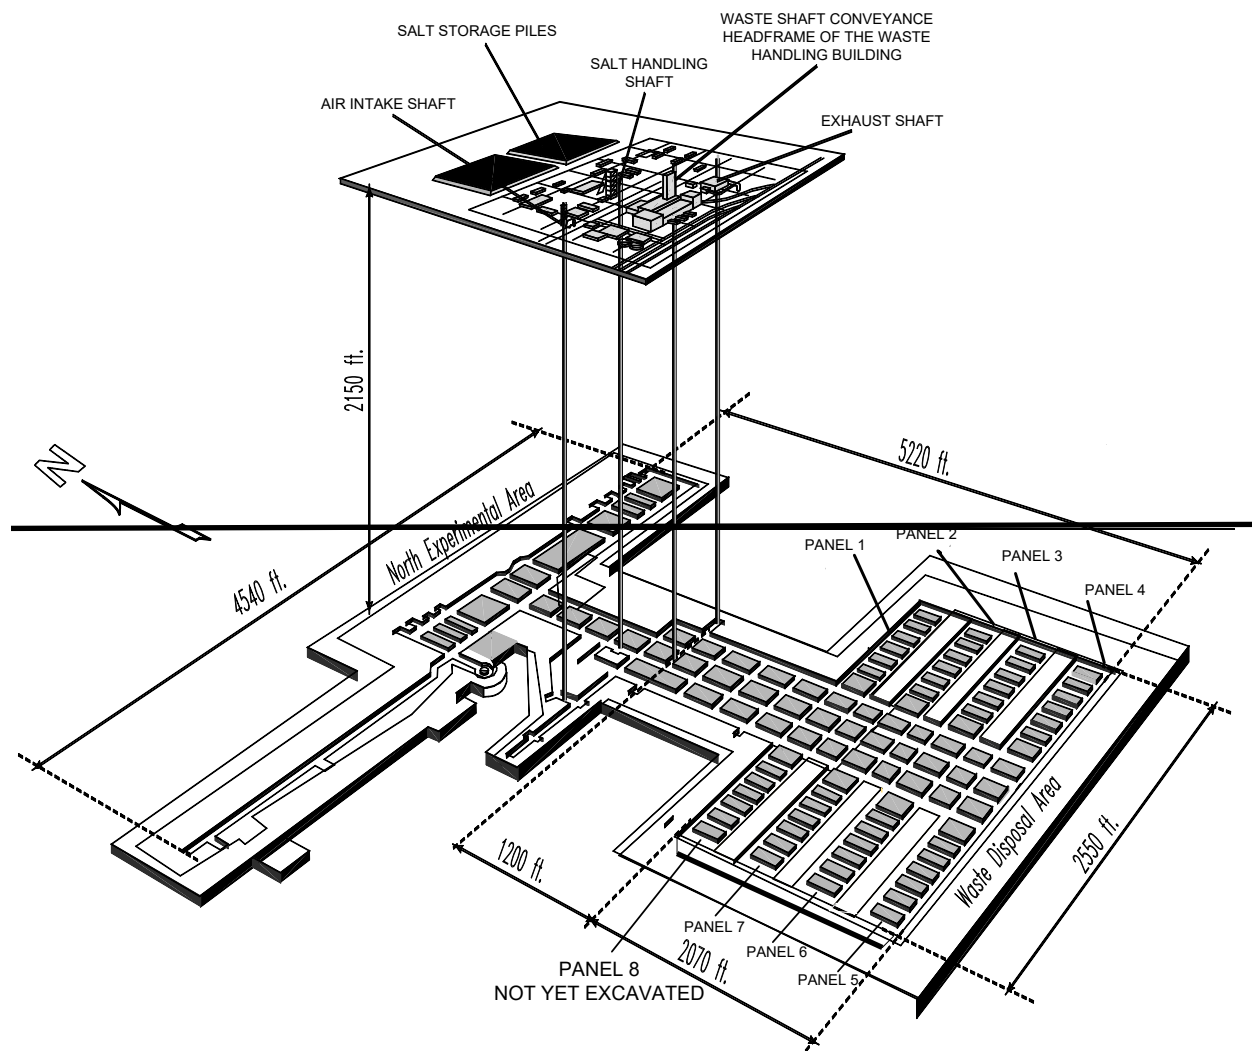 WASTE SHAFT CONVEYANCE
HEADFRAME OF THE WASTE
HANDLING BUILDING
SALT STORAGE PILES
SALT HANDLING
SHAFT
AIR INTAKE SHAFT
EXHAUST SHAFT
2150 ft.
5220 ft.
N
North Experimental Area
4540 ft.
PANEL 1
PANEL 2
PANEL 3
PANEL 4
Waste Disposal Area
2550 ft.
1200 ft.
PANEL 7
2070 ft.
PANEL 6
PANEL 5
PANEL 8
NOT YET EXCAVATED